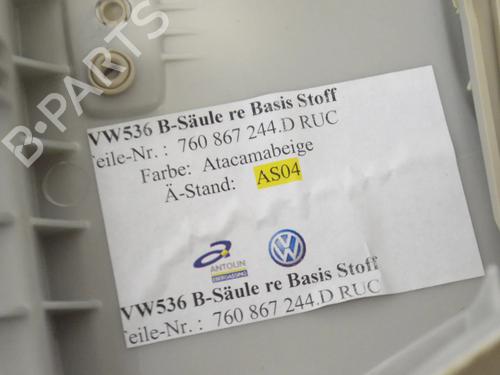 B-PARTS
VW536 B-Säule re Basis Stoff
Teile-Nr. : 760 867 244.D RUC
Farbe: Atacamabeige
Ä-Stand: AS04
ANTOLIN
EBERGASSING
VW536 B-Säule re Basis Stoff
Teile-Nr. : 760 867 244.D RUC